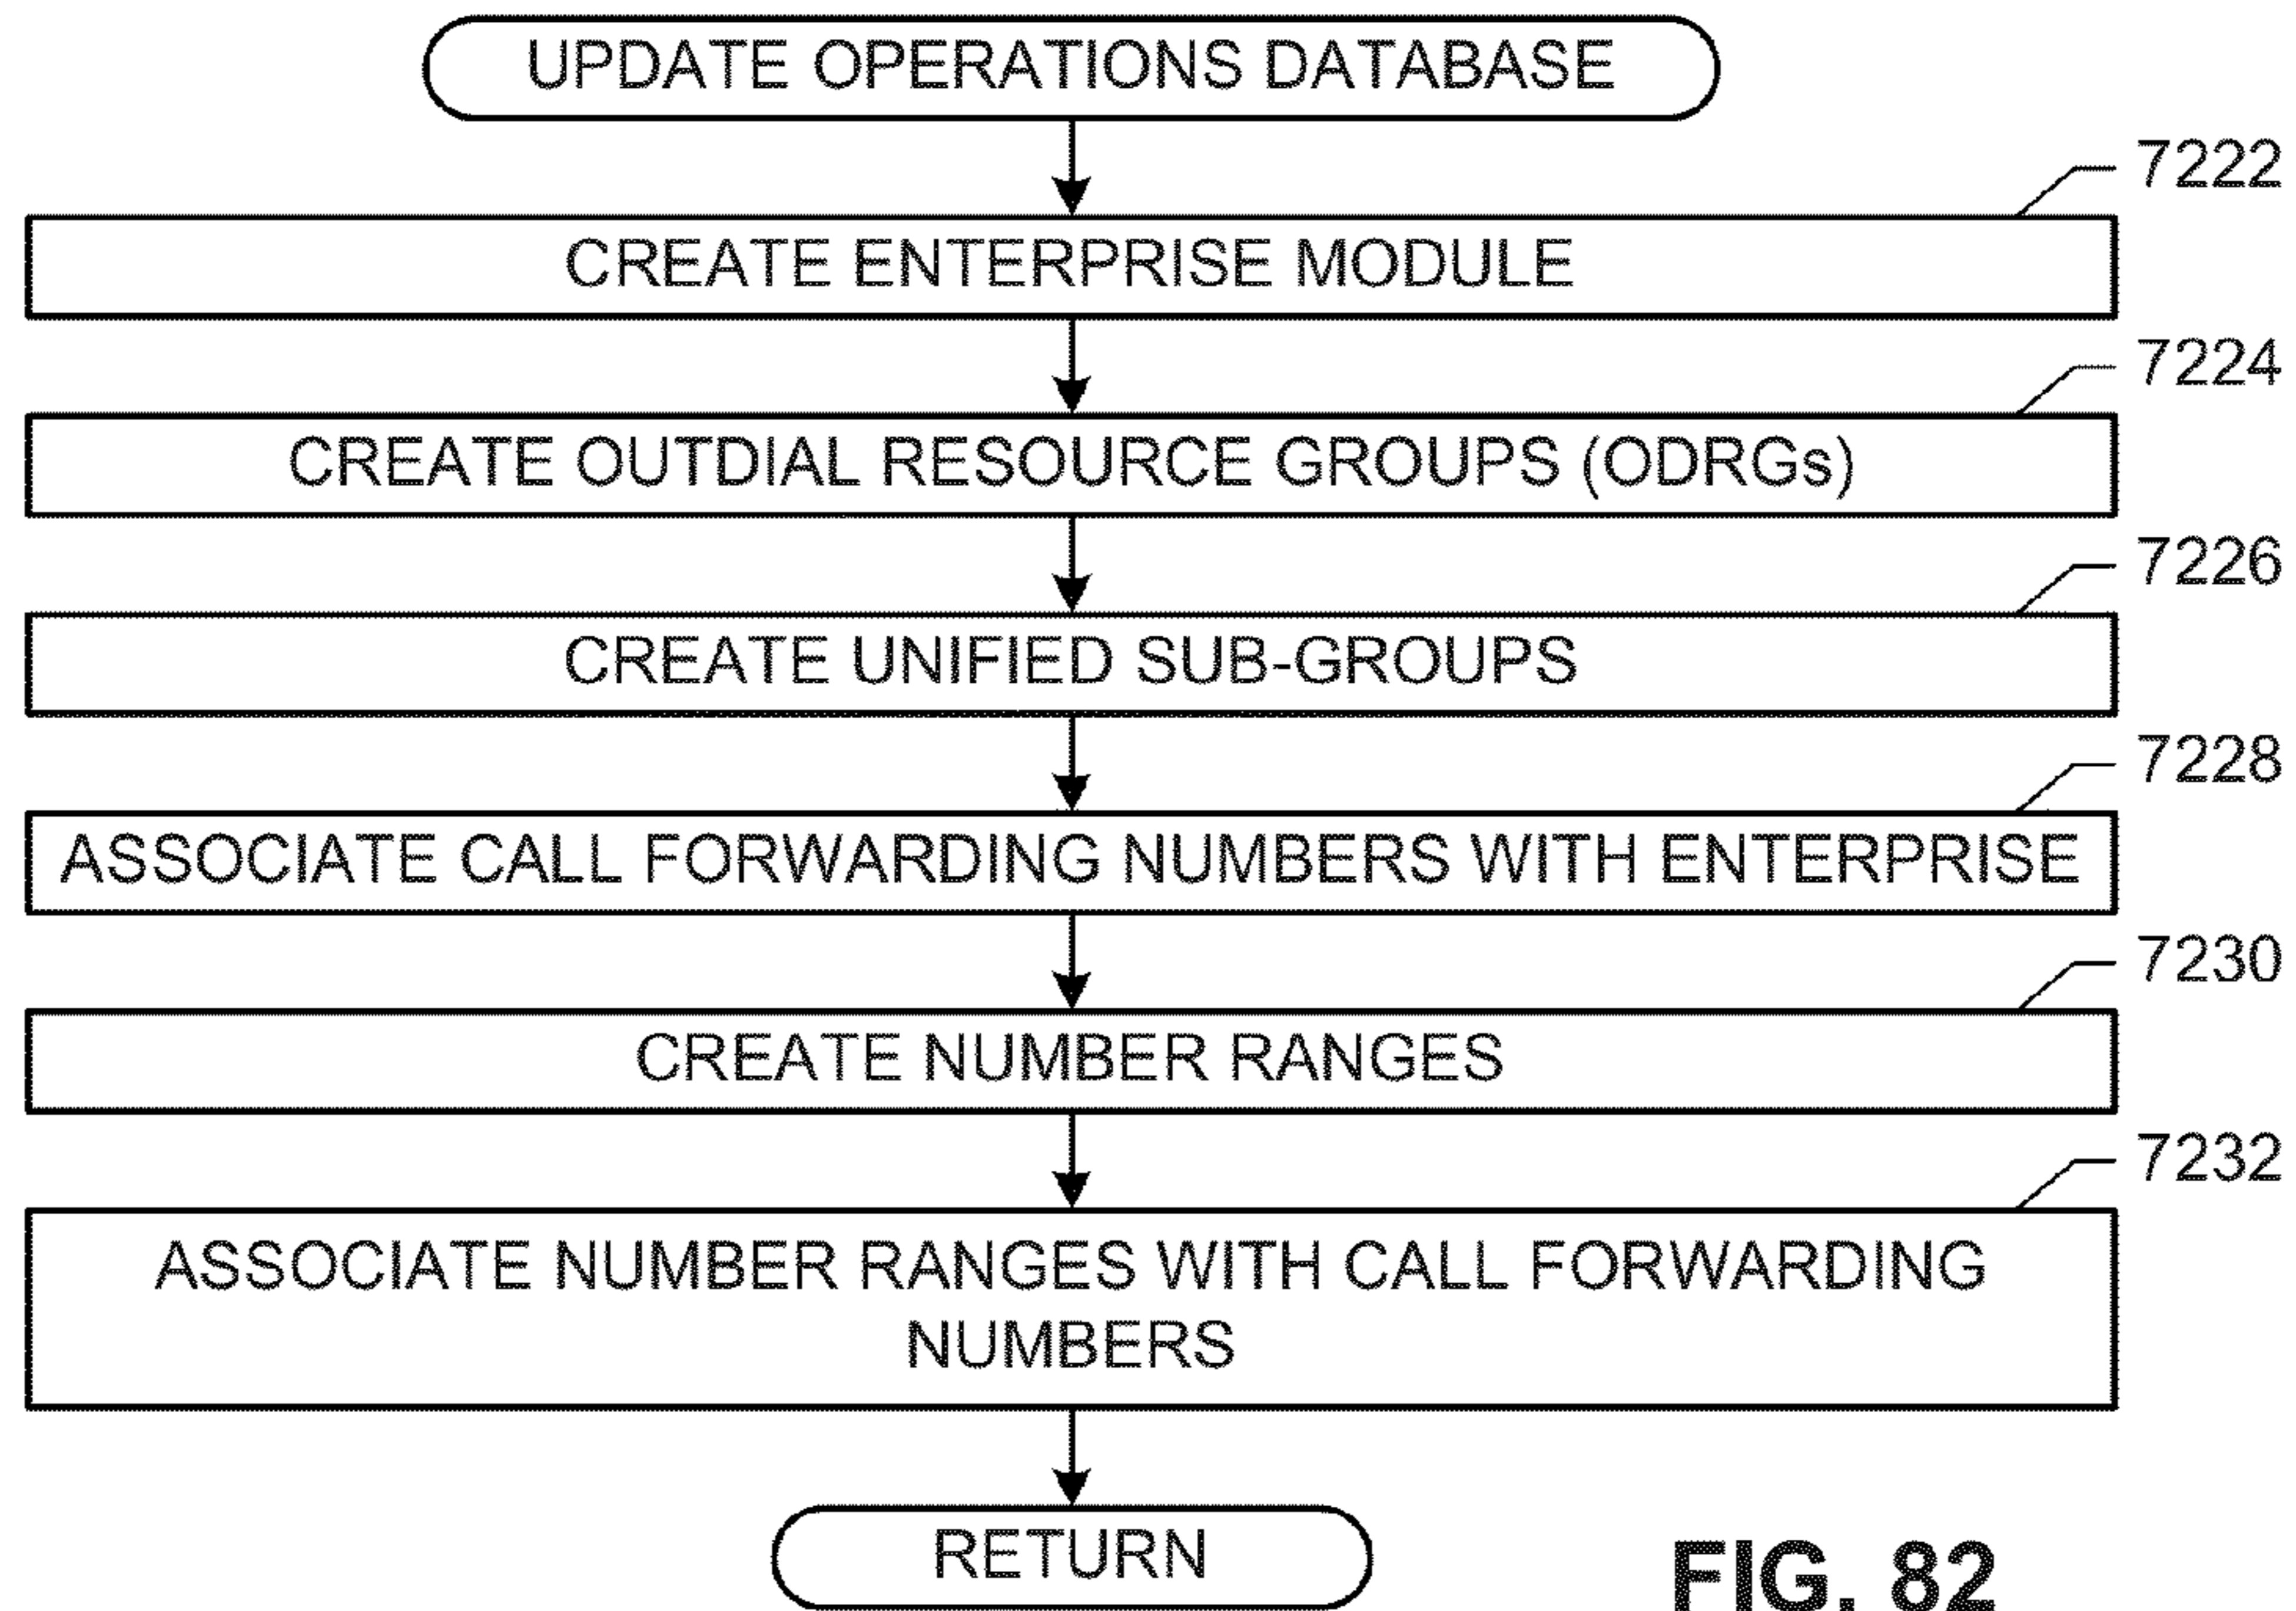 UPDATE OPERATIONS DATABASE
7222
CREATE ENTERPRISE MODULE
7224
CREATE OUTDIAL RESOURCE GROUPS (ODRGs)
7226
CREATE UNIFIED SUB-GROUPS
7228
ASSOCIATE CALL FORWARDING NUMBERS WITH ENTERPRISE
7230
CREATE NUMBER RANGES
7232
ASSOCIATE NUMBER RANGES WITH CALL FORWARDING
NUMBERS
RETURN
FIG. 82